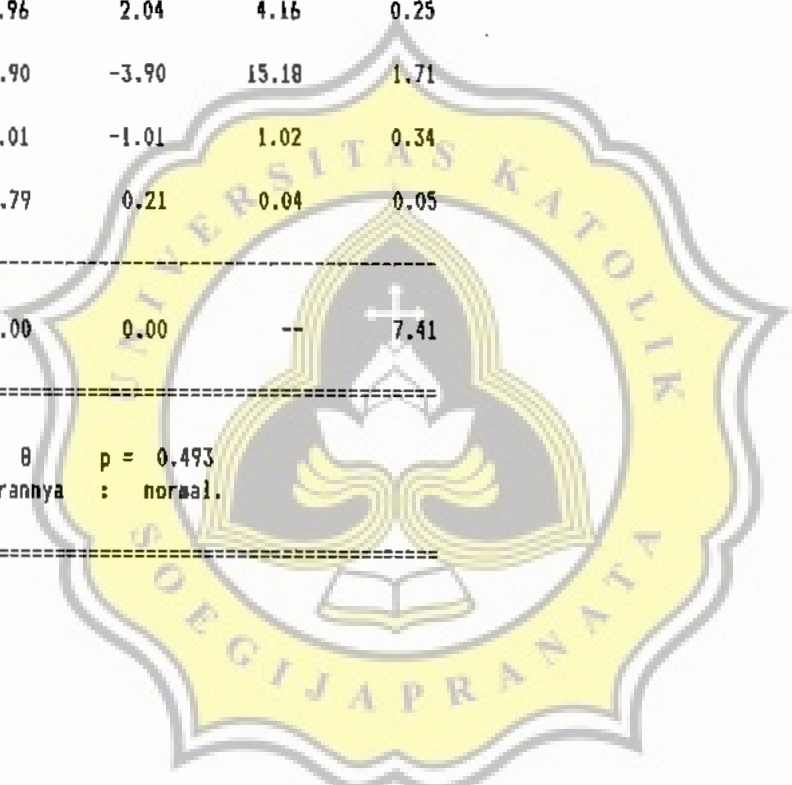 .96 2.04 4.16 0.25
.90 -3.90 15.18 1.71
.01 -1.01 1.02 0.34
.79 0.21 0.04 0.05
.00 0.00 -- 7.41
8 p = 0.493
rannya : normal.
UNIVERSITAS KATOLIK
SOEGIJAPRANATA